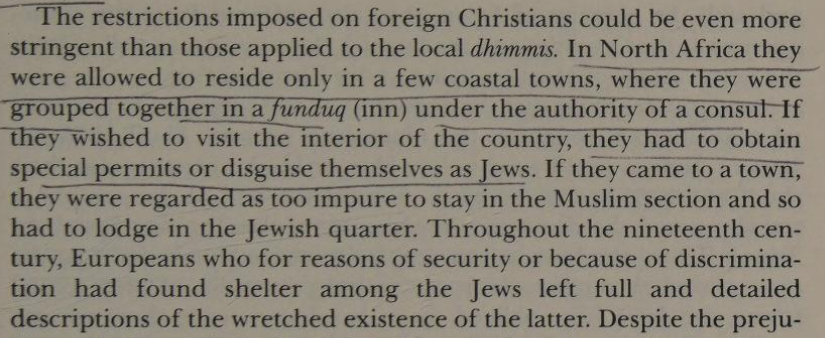 The restrictions imposed on foreign Christians could be even more
stringent than those applied to the local dhimmis. In North Africa they
were allowed to reside only in a few coastal towns, where they were
grouped together in a funduq (inn) under the authority of a consul. If
they wished to visit the interior of the country, they had to obtain
special permits or disguise themselves as Jews. If they came to a town,
they were regarded as too impure to stay in the Muslim section and so
had to lodge in the Jewish quarter. Throughout the nineteenth cen-
tury, Europeans who for reasons of security or because of discrimina-
tion had found shelter among the Jews left full and detailed
descriptions of the wretched existence of the latter. Despite the preju-